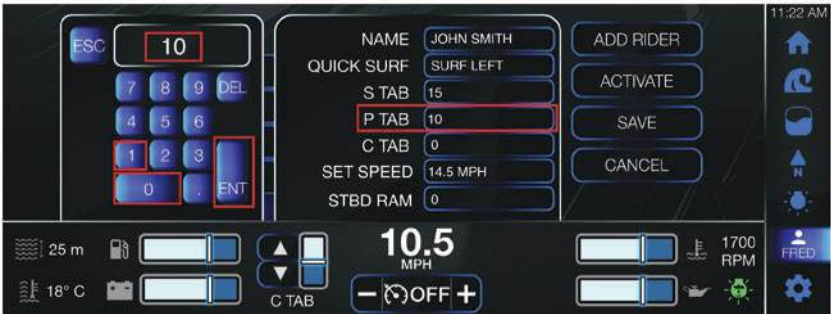 11:22 AM
ESC
10
7 8 9 DEL
4 5 6
1 2 3
0 . ENT
NAME JOHN SMITH
QUICK SURF SURF LEFT
S TAB 15
P TAB 10
C TAB 0
SET SPEED 14.5 MPH
STBD RAM 0
ADD RIDER
ACTIVATE
SAVE
CANCEL
N
FRED
25 m
18° C
C TAB
10.5
MPH
− OFF +
1700
RPM